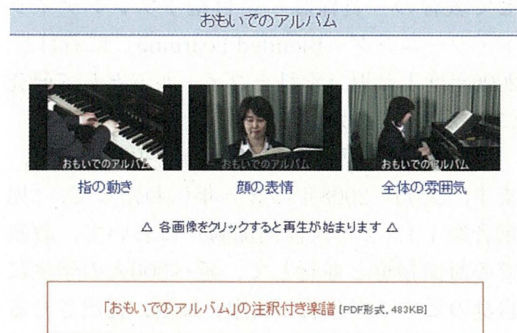 おもいでのアルバム
おもいでのアルバム
おもいでのアルバム
おもいでのアルバム
指の動き
顔の表情
全体の雰囲気
△ 各画像をクリックすると再生が始まります △
「おもいでのアルバム」の注釈付き楽譜 [PDF形式, 483KB]